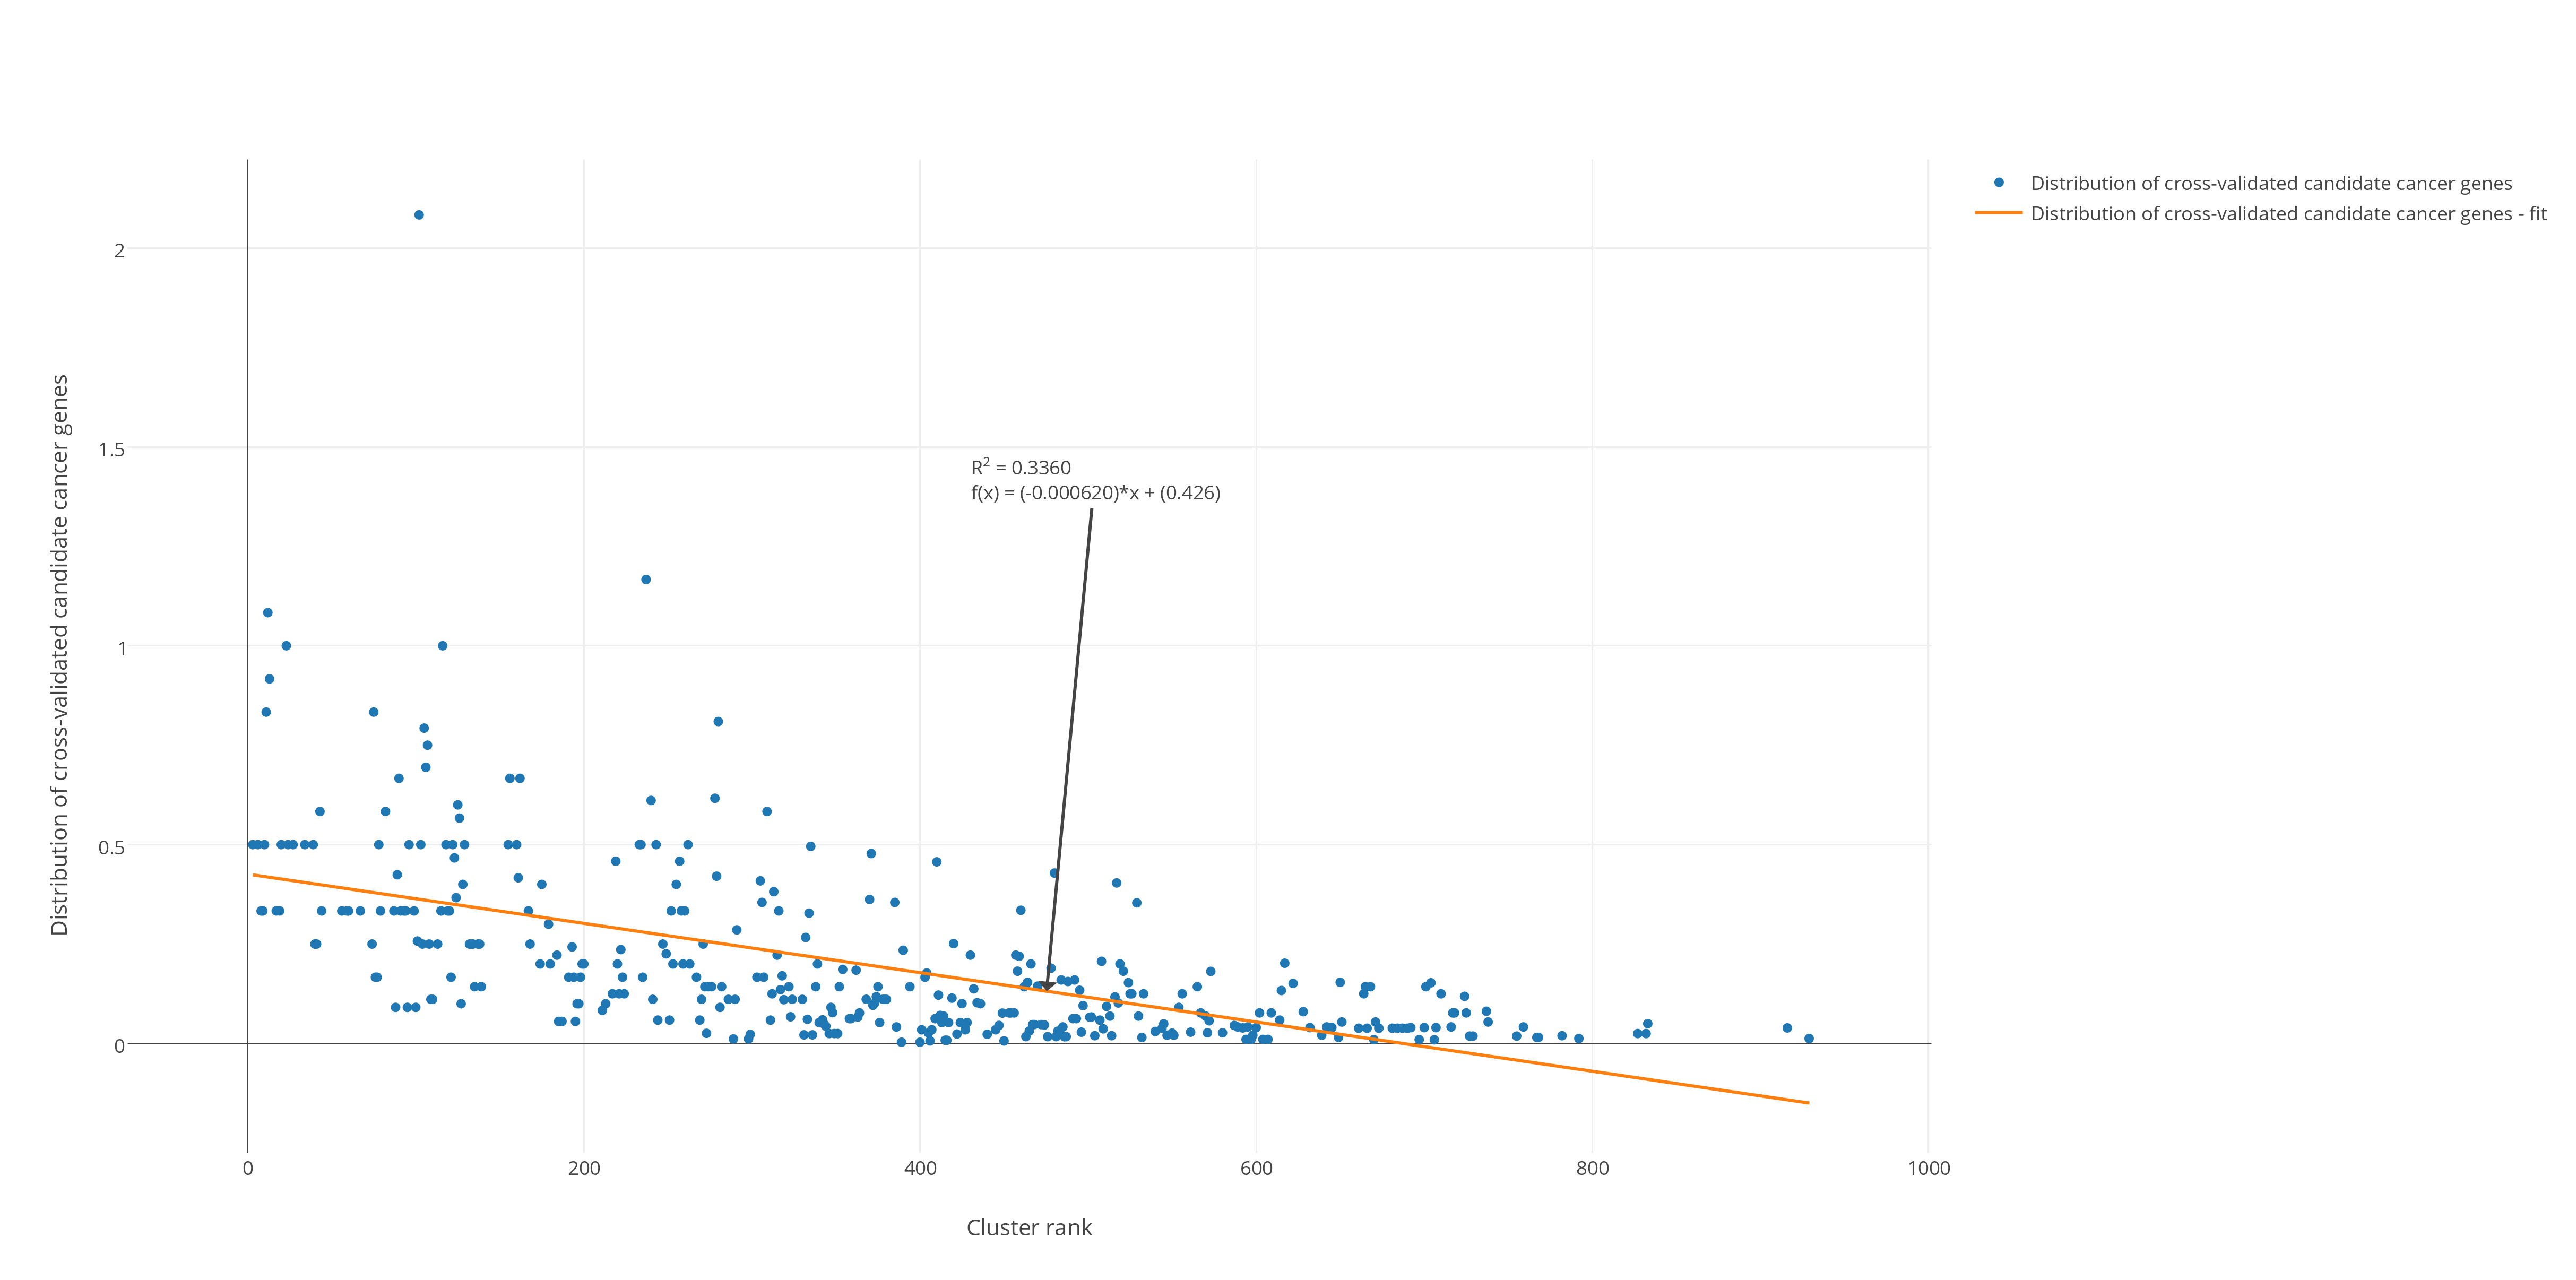 Distribution of cross-validated candidate cancer genes
Distribution of cross-validated candidate cancer genes - fit
Distribution of cross-validated candidate cancer genes
2
1.5
1
0.5
0
R² = 0.3360
f(x) = (-0.000620)*x + (0.426)
0 200 400 600 800 1000
Cluster rank